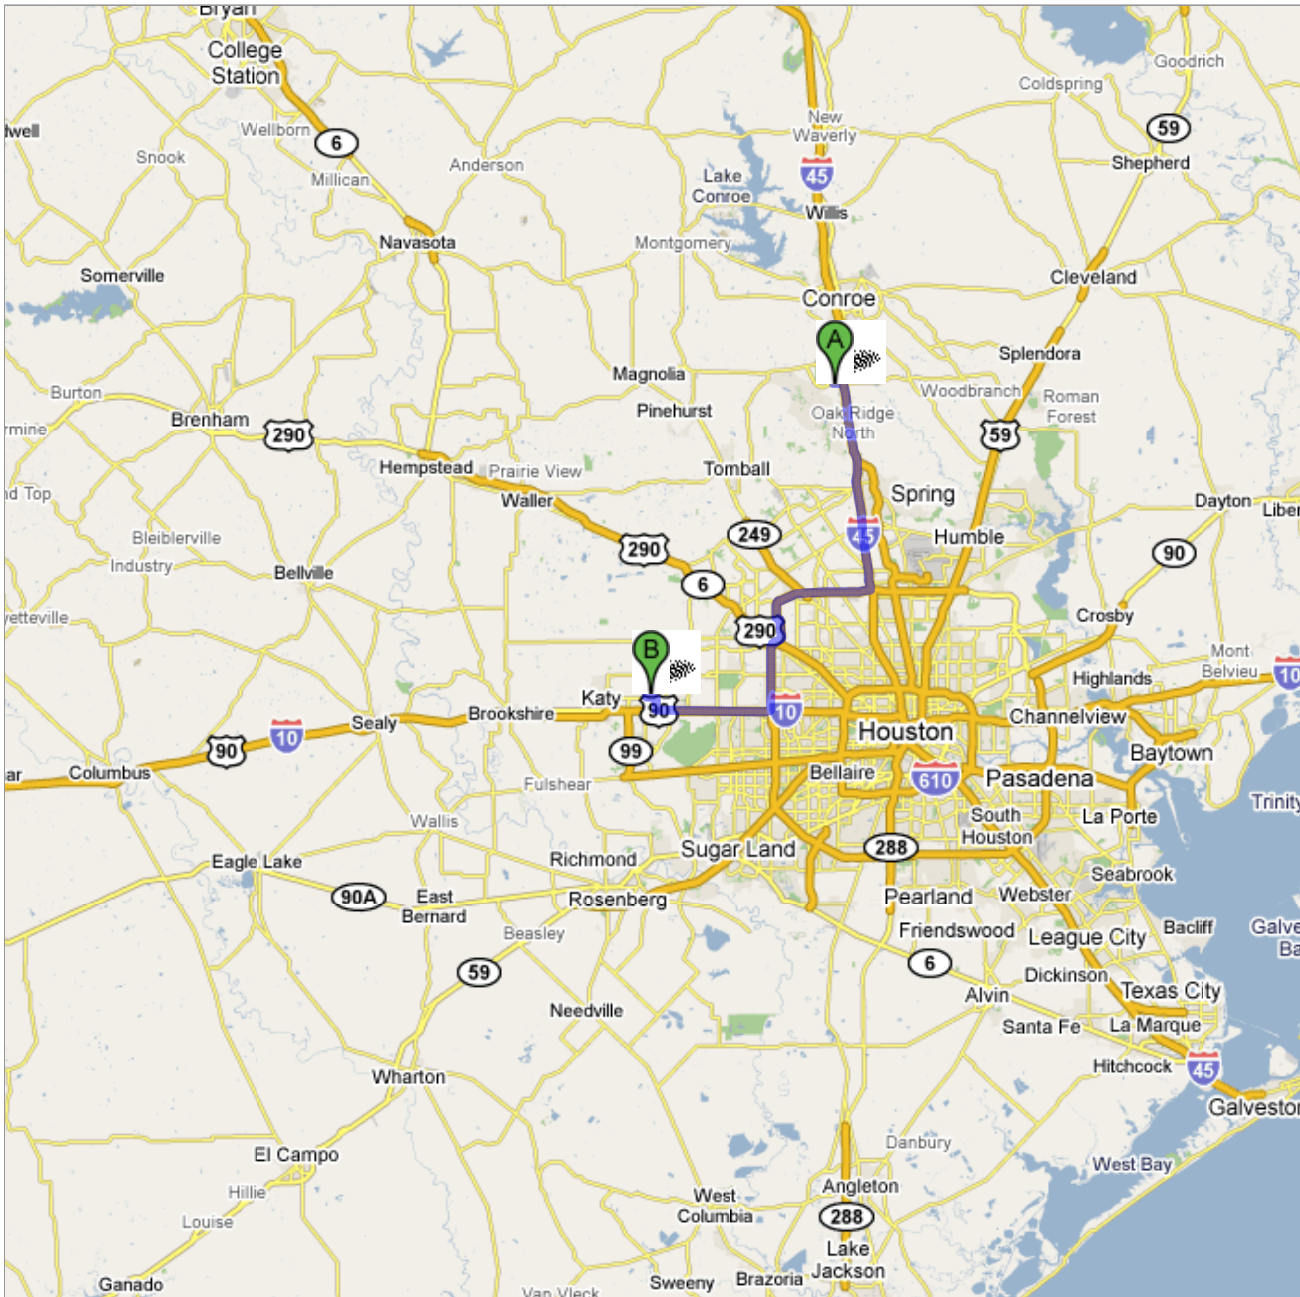 Bryan
College
Station
Goodrich
Coldspring
59
Shepherd
New
Waverly
Wellborn
6
Snook
Anderson
Millican
45
Lake
Conroe
Willis
Montgomery
Navasota
Somerville
Cleveland
Conroe
A
Splendora
Magnolia
Woodbranch
Roman
Forest
Burton
Pinehurst
Oak Ridge
North
Brenham
290
59
Hempstead
Prairie View
Tomball
Spring
Waller
Dayton
249
45
Humble
Bleiblerville
290
90
Industry
Bellville
6
Crosby
290
B
Mont
Belvieu
10
Highlands
Katy
90
10
Brookshire
Channelview
Sealy
10
90
99
Houston
Baytown
Columbus
Fulshear
Bellaire
610
Pasadena
Trinity
Wallis
South
Houston
La Porte
Eagle Lake
Richmond
Sugar Land
288
Seabrook
90A
East
Bernard
Rosenberg
Pearland
Webster
Beasley
Friendswood
League City
Bacliff
59
6
Dickinson
Needville
Alvin
Texas City
Santa Fe
La Marque
Hitchcock
45
Wharton
Galveston
El Campo
Danbury
West Bay
Hillie
Louise
West
Columbia
Angleton
288
Lake
Jackson
Ganado
Sweeny
Brazoria
Van Vleck